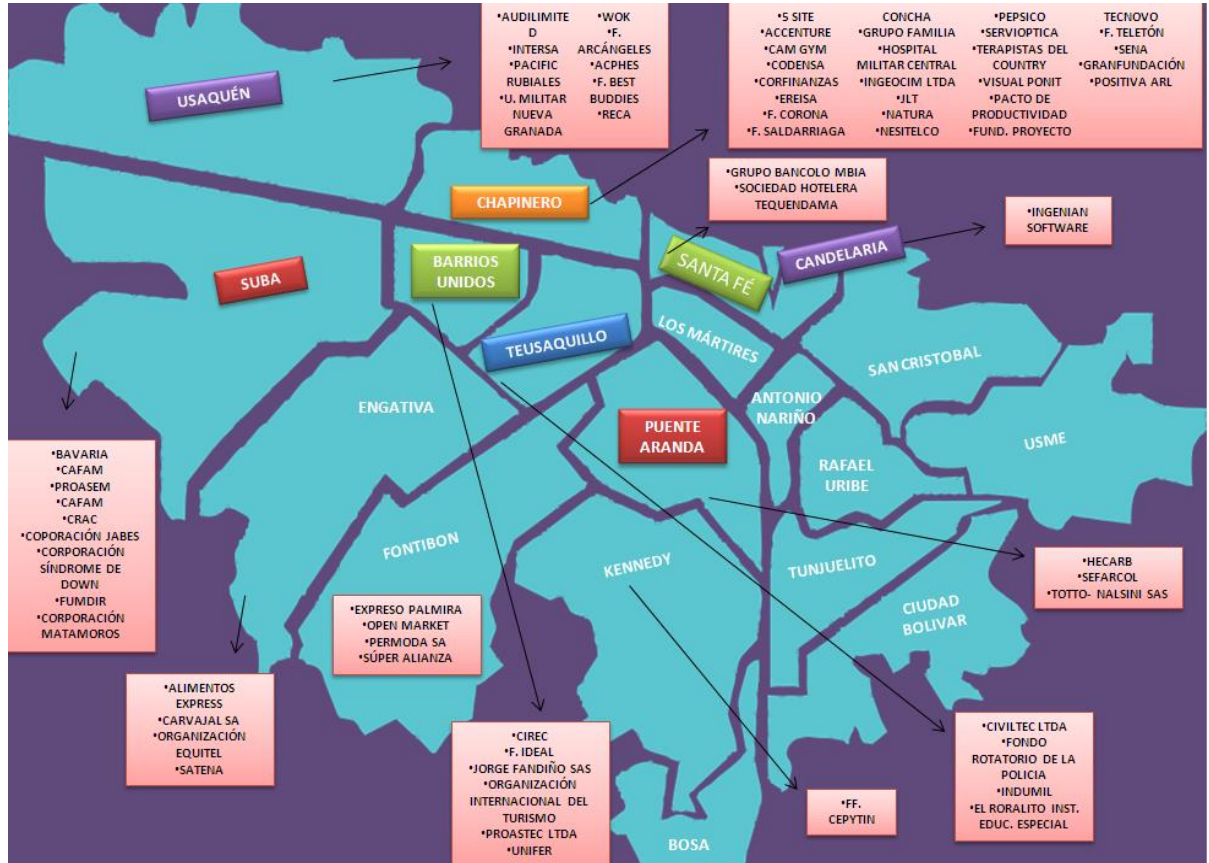 •AUDILIMITE
D
•INTERSA
•PACIFIC
RUBIALES
•U. MILITAR
NUEVA
GRANADA
•WOK
•F.
ARCÁNGELES
•ACPHES
•F. BEST
BUDDIES
•RECA
•5 SITE
•ACCENTURE
•CAM GYM
•CODENSA
•CORFINANZAS
•EREISA
•F. CORONA
•F. SALDARRIAGA
CONCHA
•GRUPO FAMILIA
•HOSPITAL
MILITAR CENTRAL
•INGEOCIM LTDA
•JLT
•NATURA
•NESITELCO
•PEPSICO
•SERVIOPTICA
•TERAPISTAS DEL
COUNTRY
•VISUAL PONIT
•PACTO DE
PRODUCTIVIDAD
•FUND. PROYECTO
TECNOVO
•F. TELETÓN
•SENA
•GRANFUNDACIÓN
•POSITIVA ARL
USAQUÉN
CHAPINERO
•GRUPO BANCOLO MBIA
•SOCIEDAD HOTELERA
TEQUENDAMA
•INGENIAN
SOFTWARE
SUBA
BARRIOS
UNIDOS
SANTA FÉ
CANDELARIA
TEUSAQUILLO
LOS MÁRTIRES
SAN CRISTOBAL
ENGATIVA
ANTONIO
NARIÑO
PUENTE
ARANDA
USME
RAFAEL
URIBE
•BAVARIA
•CAFAM
•PROASEM
•CAFAM
•CRAC
•COPORACIÓN JABES
•CORPORACIÓN
SÍNDROME DE
DOWN
•FUMDIR
•CORPORACIÓN
MATAMOROS
FONTIBON
KENNEDY
TUNJUELITO
CIUDAD
BOLIVAR
•HECARB
•SEFARCOL
•TOTTO- NALSINI SAS
•EXPRESO PALMIRA
•OPEN MARKET
•PERMODA SA
•SÚPER ALIANZA
•ALIMENTOS
EXPRESS
•CARVAJAL SA
•ORGANIZACIÓN
EQUITEL
•SATENA
•CIREC
•F. IDEAL
•JORGE FANDIÑO SAS
•ORGANIZACIÓN
INTERNACIONAL DEL
TURISMO
•PROASTEC LTDA
•UNIFER
•FF.
CEPYTIN
•CIVILTEC LTDA
•FONDO
ROTATORIO DE LA
POLICIA
•INDUMIL
•EL RORALITO INST.
EDUC. ESPECIAL
BOSA